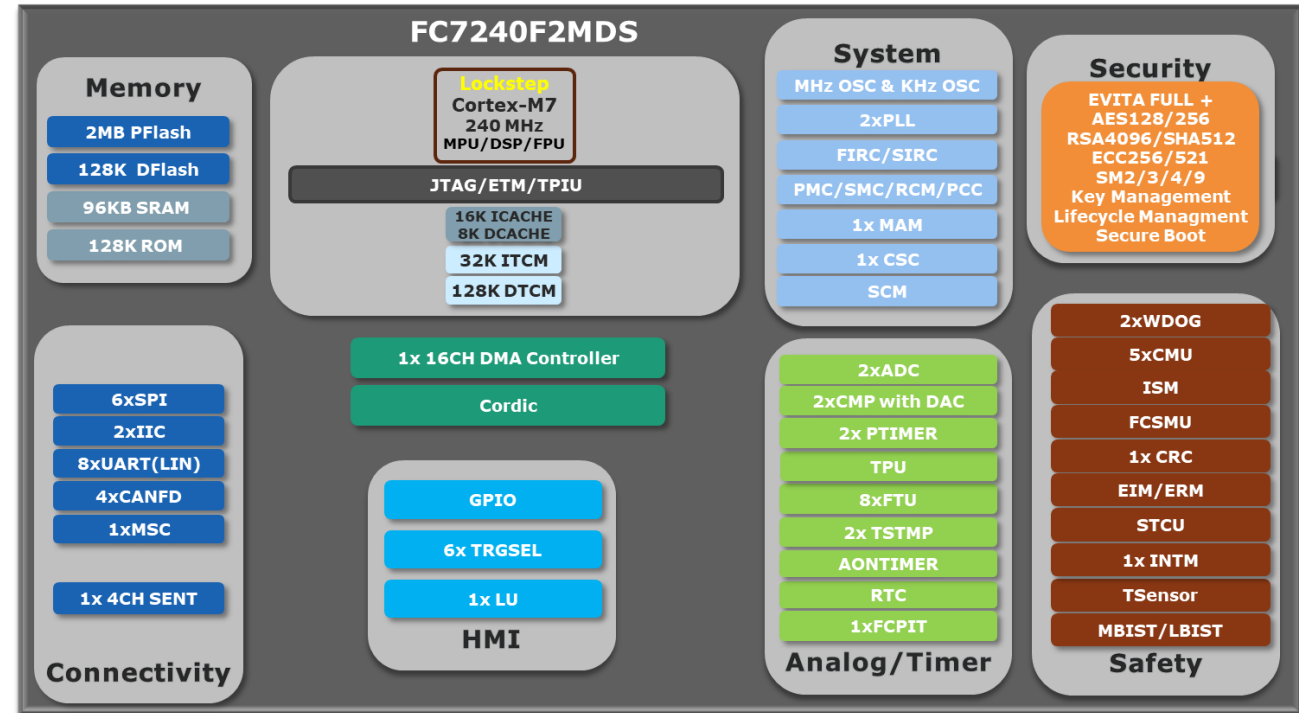 FC7240F2MDS
Memory
2MB PFlash
128K DFlash
96KB SRAM
128K ROM
Lockstep
Cortex-M7
240 MHz
MPU/DSP/FPU
JTAG/ETM/TPIU
16K ICACHE
8K DCACHE
32K ITCM
128K DTCM
System
MHz OSC & KHz OSC
2xPLL
FIRC/SIRC
PMC/SMC/RCM/PCC
1x MAM
1x CSC
SCM
Security
EVITA FULL +
AES128/256
RSA4096/SHA512
ECC256/521
SM2/3/4/9
Key Management
Lifecycle Managment
Secure Boot
6xSPI
2xIIC
8xUART(LIN)
4xCANFD
1xMSC
1x 4CH SENT
Connectivity
1x 16CH DMA Controller
Cordic
GPIO
6x TRGSEL
1x LU
HMI
2xADC
2xCMP with DAC
2x PTIMER
TPU
8xFTU
2x TSTMP
AONTIMER
RTC
1xFCPIT
Analog/Timer
2xWDOG
5xCMU
ISM
FCSMU
1x CRC
EIM/ERM
STCU
1x INTM
TSensor
MBIST/LBIST
Safety